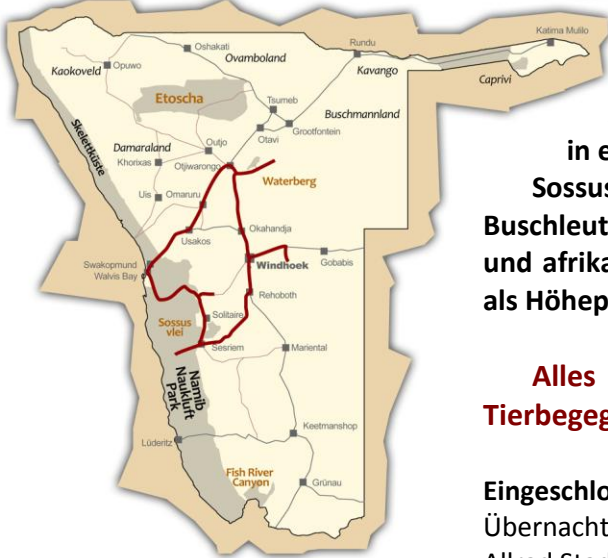 Katima Mulilo
Rundu
Oshakati
Ovamboland
Opuwo
Kaokoveld
Kavango
Caprivi
Etoscha
Tsumeb
Buschmannland
Grootfontein
Otavi
Skelettküste
Damaraland
Outjo
Khorixas
Otjiwarongo
Waterberg
Uis
Omaruru
Okahandja
Usakos
Swakopmund
Walvis Bay
Windhoek
Gobabis
Rehoboth
Solitaire
Sossus
vlei
Sesriem
Mariental
Namib
Naukluft
Park
Keetmanshop
Lüderitz
Fish River
Canyon
Grünau
in e
Sossus
Buschleut
und afrika
als Höhep
Alles
Tierbegeg
Eingeschlo
Übernacht